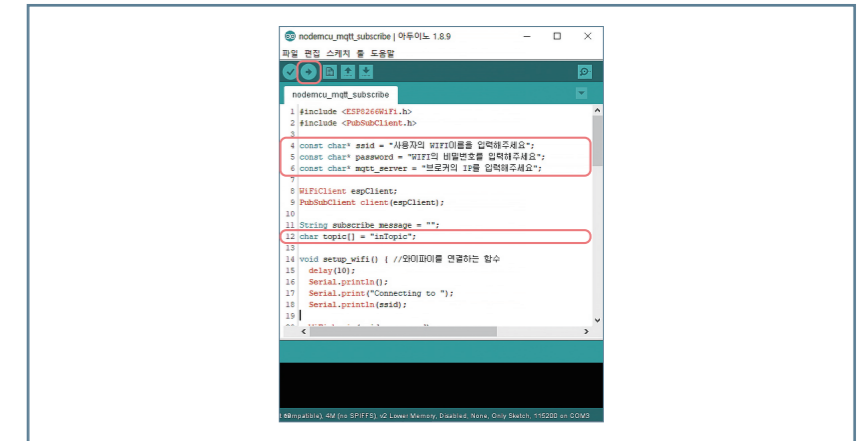 nodemcu_mqtt_subscribe | 아두이노 1.8.9
파일 편집 스케치 툴 도움말
nodemcu_mqtt_subscribe
1 #include <ESP8266WiFi.h>
2 #include <PubSubClient.h>
3
4 const char* ssid = "사용자의 WIFI이름을 입력해주세요";
5 const char* password = "WIFI의 비밀번호를 입력해주세요";
6 const char* mqtt_server = "브로커의 IP를 입력해주세요";
7
8 WiFiClient espClient;
9 PubSubClient client(espClient);
10
11 String subscribe message = "";
12 char topic[] = "inTopic";
13
14 void setup_wifi() { //와이파이를 연결하는 함수
15 delay(10);
16 Serial.println();
17 Serial.print("Connecting to ");
18 Serial.println(ssid);
19
mpatible), 4M (no SPIFFS), v2 Lower Memory, Disabled, None, Only Sketch, 115200 on COM3